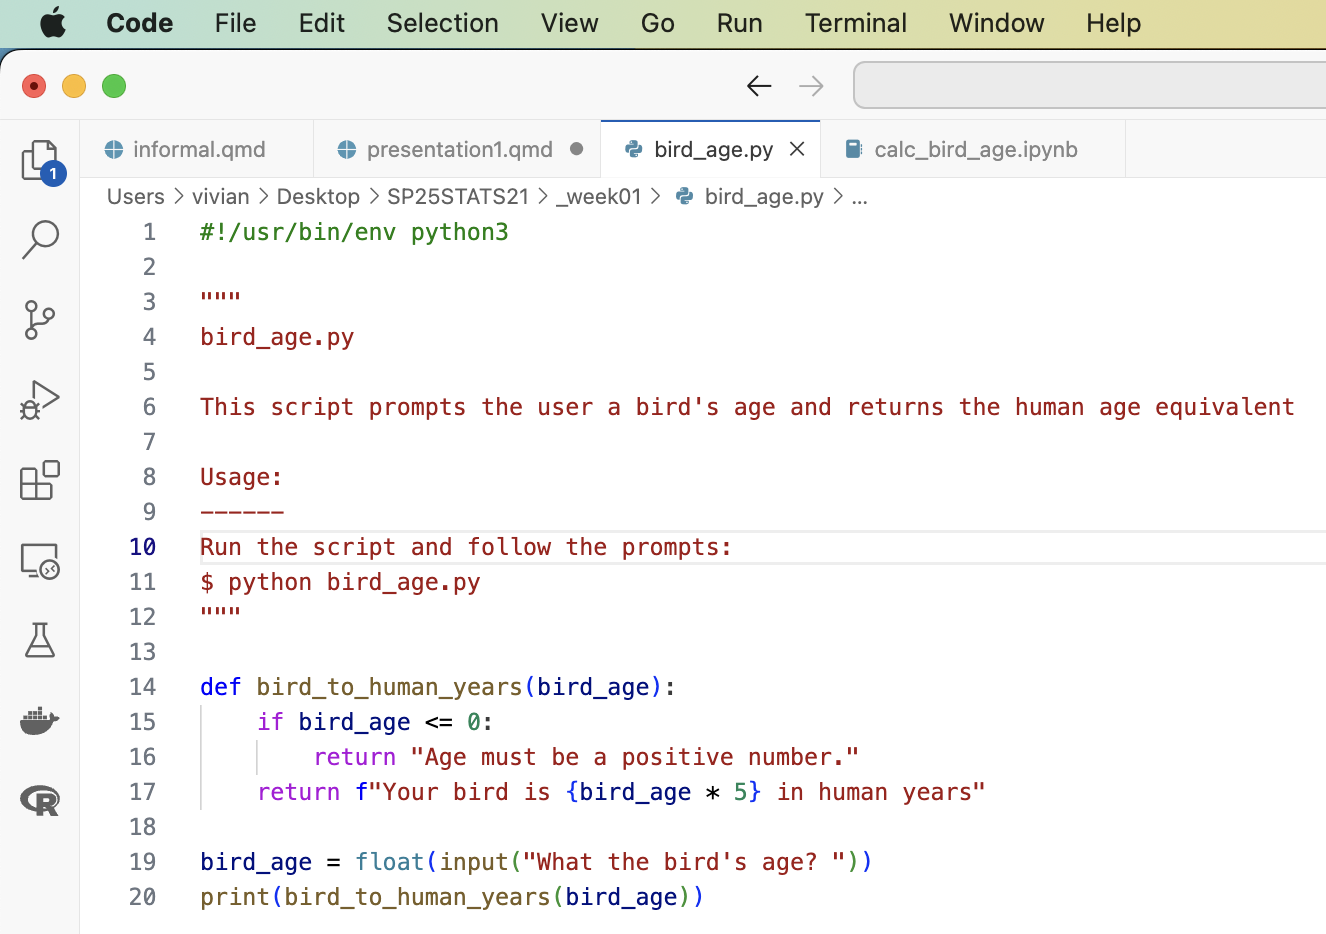 Code File Edit Selection View Go Run Terminal Window Help
informal.qmd presentation1.qmd bird_age.py calc_bird_age.ipynb
1
Users > vivian > Desktop > SP25STATS21 > _week01 > bird_age.py > ...
1 #!/usr/bin/env python3
2
3 """
4 bird_age.py
5
6 This script prompts the user a bird's age and returns the human age equivalent
7
8 Usage:
9 ------
10 Run the script and follow the prompts:
11 $ python bird_age.py
12 """
13
14 def bird_to_human_years(bird_age):
15     if bird_age <= 0:
16         return "Age must be a positive number."
17     return f"Your bird is {bird_age * 5} in human years"
18
19 bird_age = float(input("What the bird's age? "))
20 print(bird_to_human_years(bird_age))
R